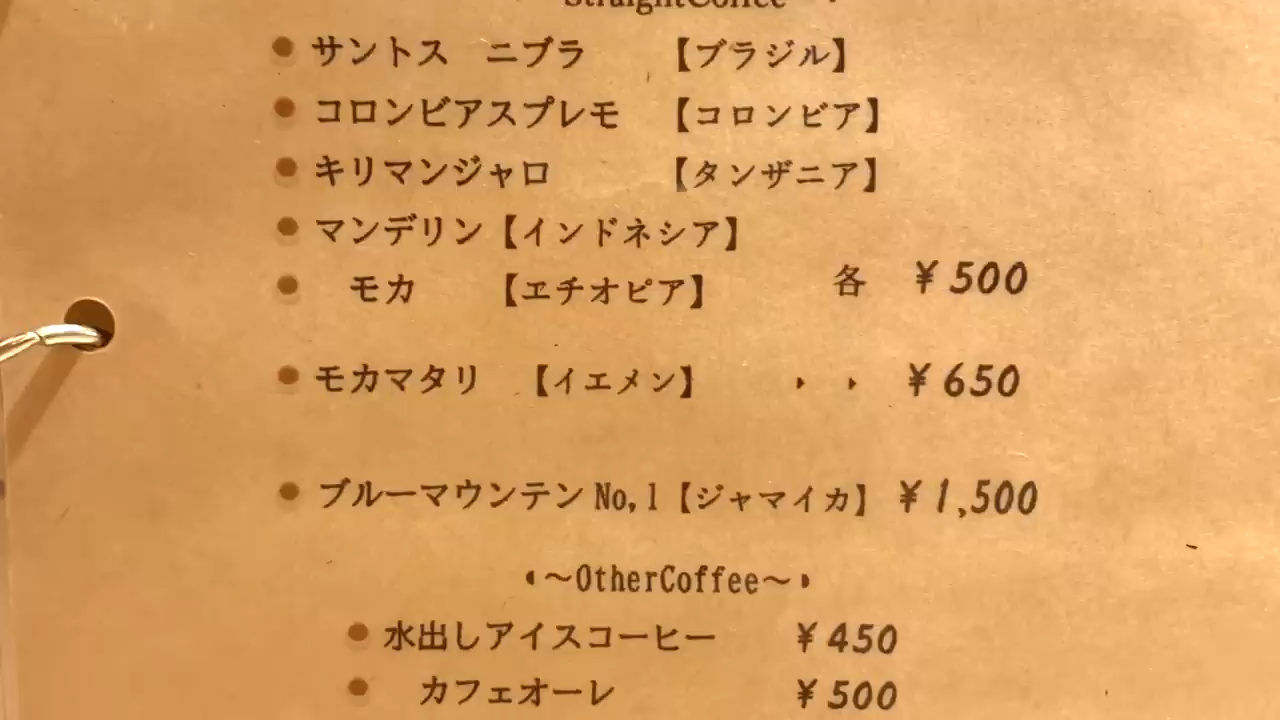 StraightCoffee
サントス ニブラ 【ブラジル】
コロンビアスプレモ 【コロンビア】
キリマンジャロ 【タンザニア】
マンデリン【インドネシア】
モカ 【エチオピア】 各 ¥500
モカマタリ 【イエメン】 ¥650
ブルーマウンテンNo,1【ジャマイカ】 ¥1,500
~OtherCoffee~
水出しアイスコーヒー ¥450
カフェオーレ ¥500